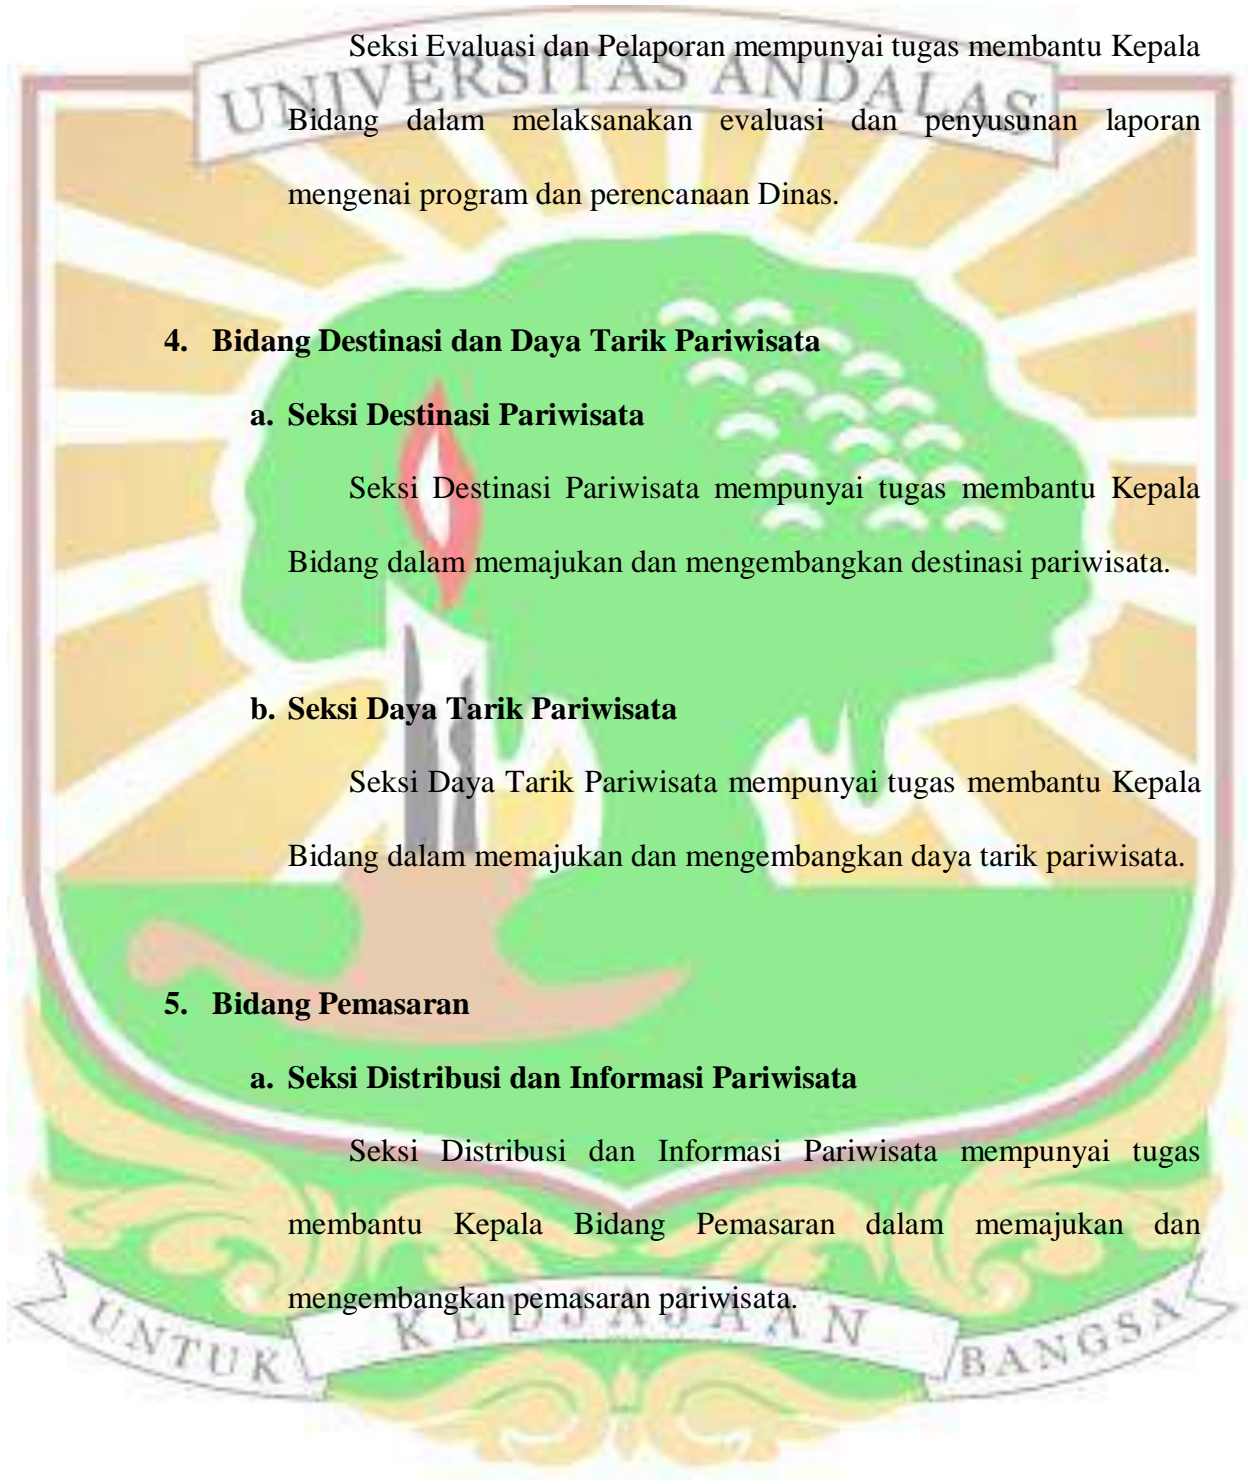 Seksi Evaluasi dan Pelaporan mempunyai tugas membantu Kepala
UNIVERSITAS ANDALAS
Bidang dalam melaksanakan evaluasi dan penyusunan laporan
mengenai program dan perencanaan Dinas.
4. Bidang Destinasi dan Daya Tarik Pariwisata
a. Seksi Destinasi Pariwisata
Seksi Destinasi Pariwisata mempunyai tugas membantu Kepala
Bidang dalam memajukan dan mengembangkan destinasi pariwisata.
b. Seksi Daya Tarik Pariwisata
Seksi Daya Tarik Pariwisata mempunyai tugas membantu Kepala
Bidang dalam memajukan dan mengembangkan daya tarik pariwisata.
5. Bidang Pemasaran
a. Seksi Distribusi dan Informasi Pariwisata
Seksi Distribusi dan Informasi Pariwisata mempunyai tugas
membantu Kepala Bidang Pemasaran dalam memajukan dan
mengembangkan pemasaran pariwisata.
UNTUK KEDJAJAAN BANGSA